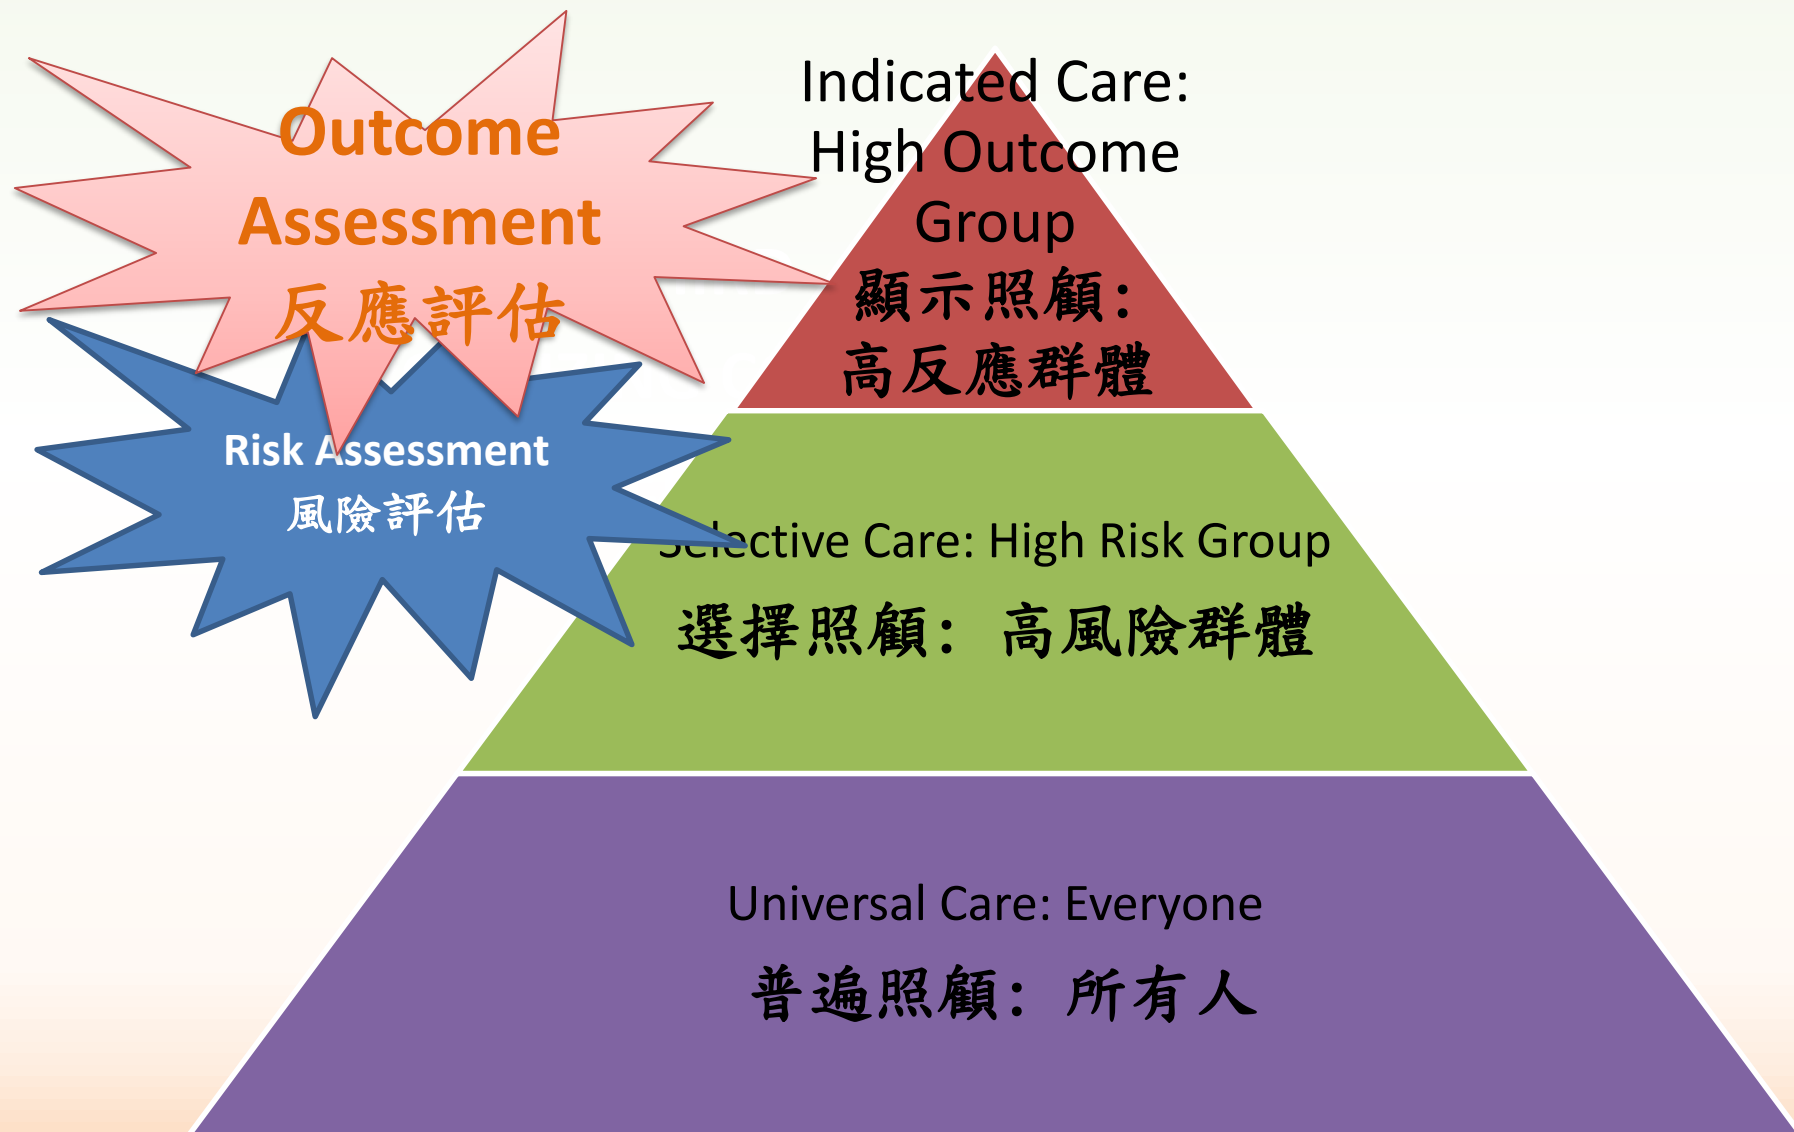 Outcome
Assessment
反應評估
Risk Assessment
風險評估
Indicated Care:
High Outcome
Group
顯示照顧：
高反應群體
Selective Care: High Risk Group
選擇照顧：高風險群體
Universal Care: Everyone
普遍照顧：所有人